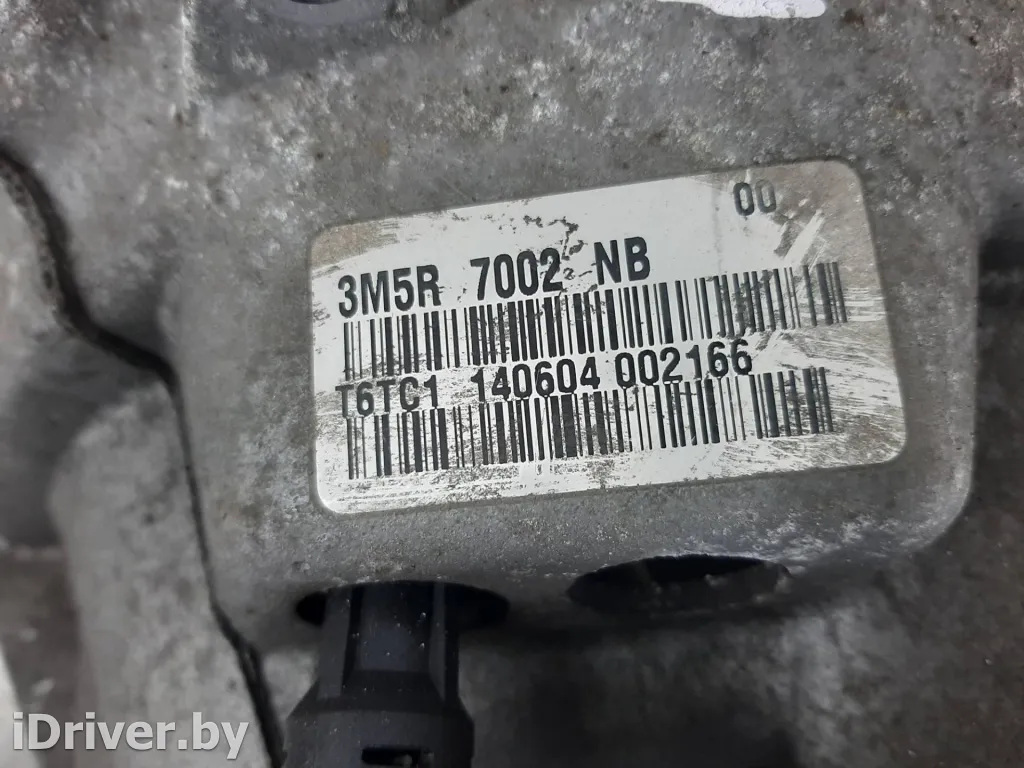 00
3M5R 7002 NB
T6TC1 140604 002166
iDriver.by